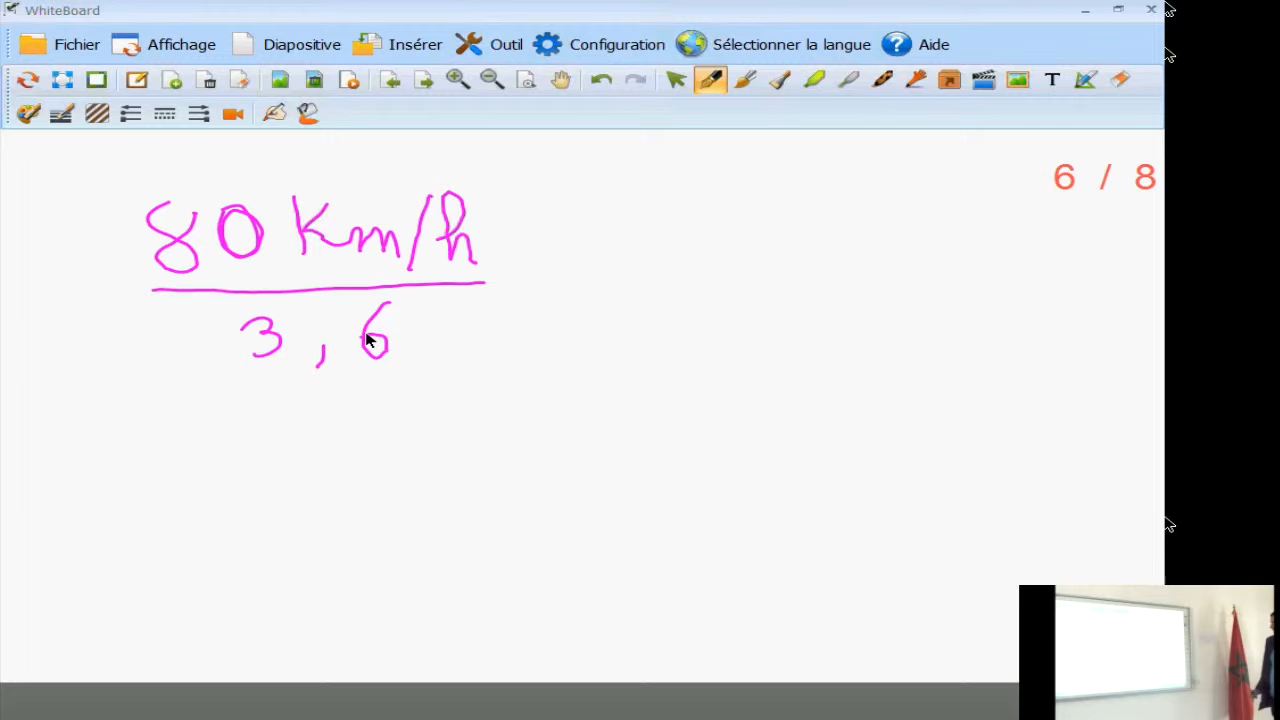 WhiteBoard
Fichier Affichage Diapositive Insérer Outil Configuration Sélectionner la langue Aide
6 / 8
80 Km/h
3,6